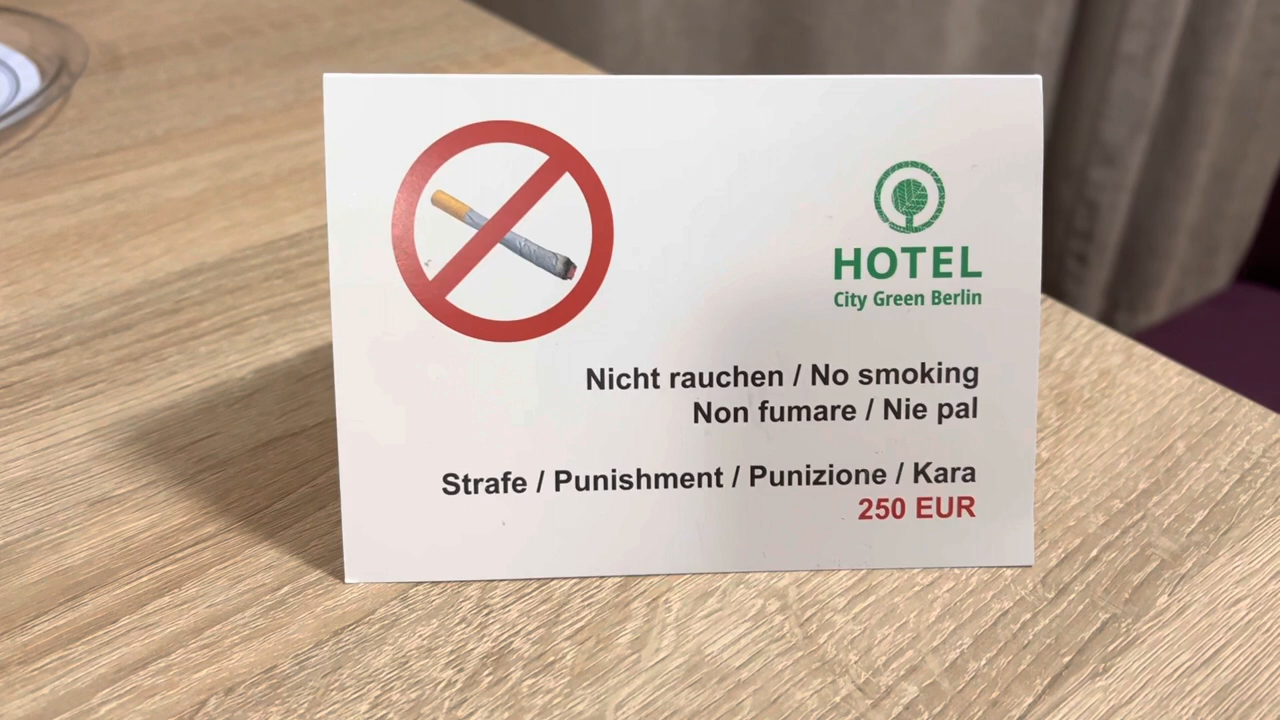 HOTEL
City Green Berlin
Nicht rauchen / No smoking
Non fumare / Nie pal
Strafe / Punishment / Punizione / Kara
250 EUR